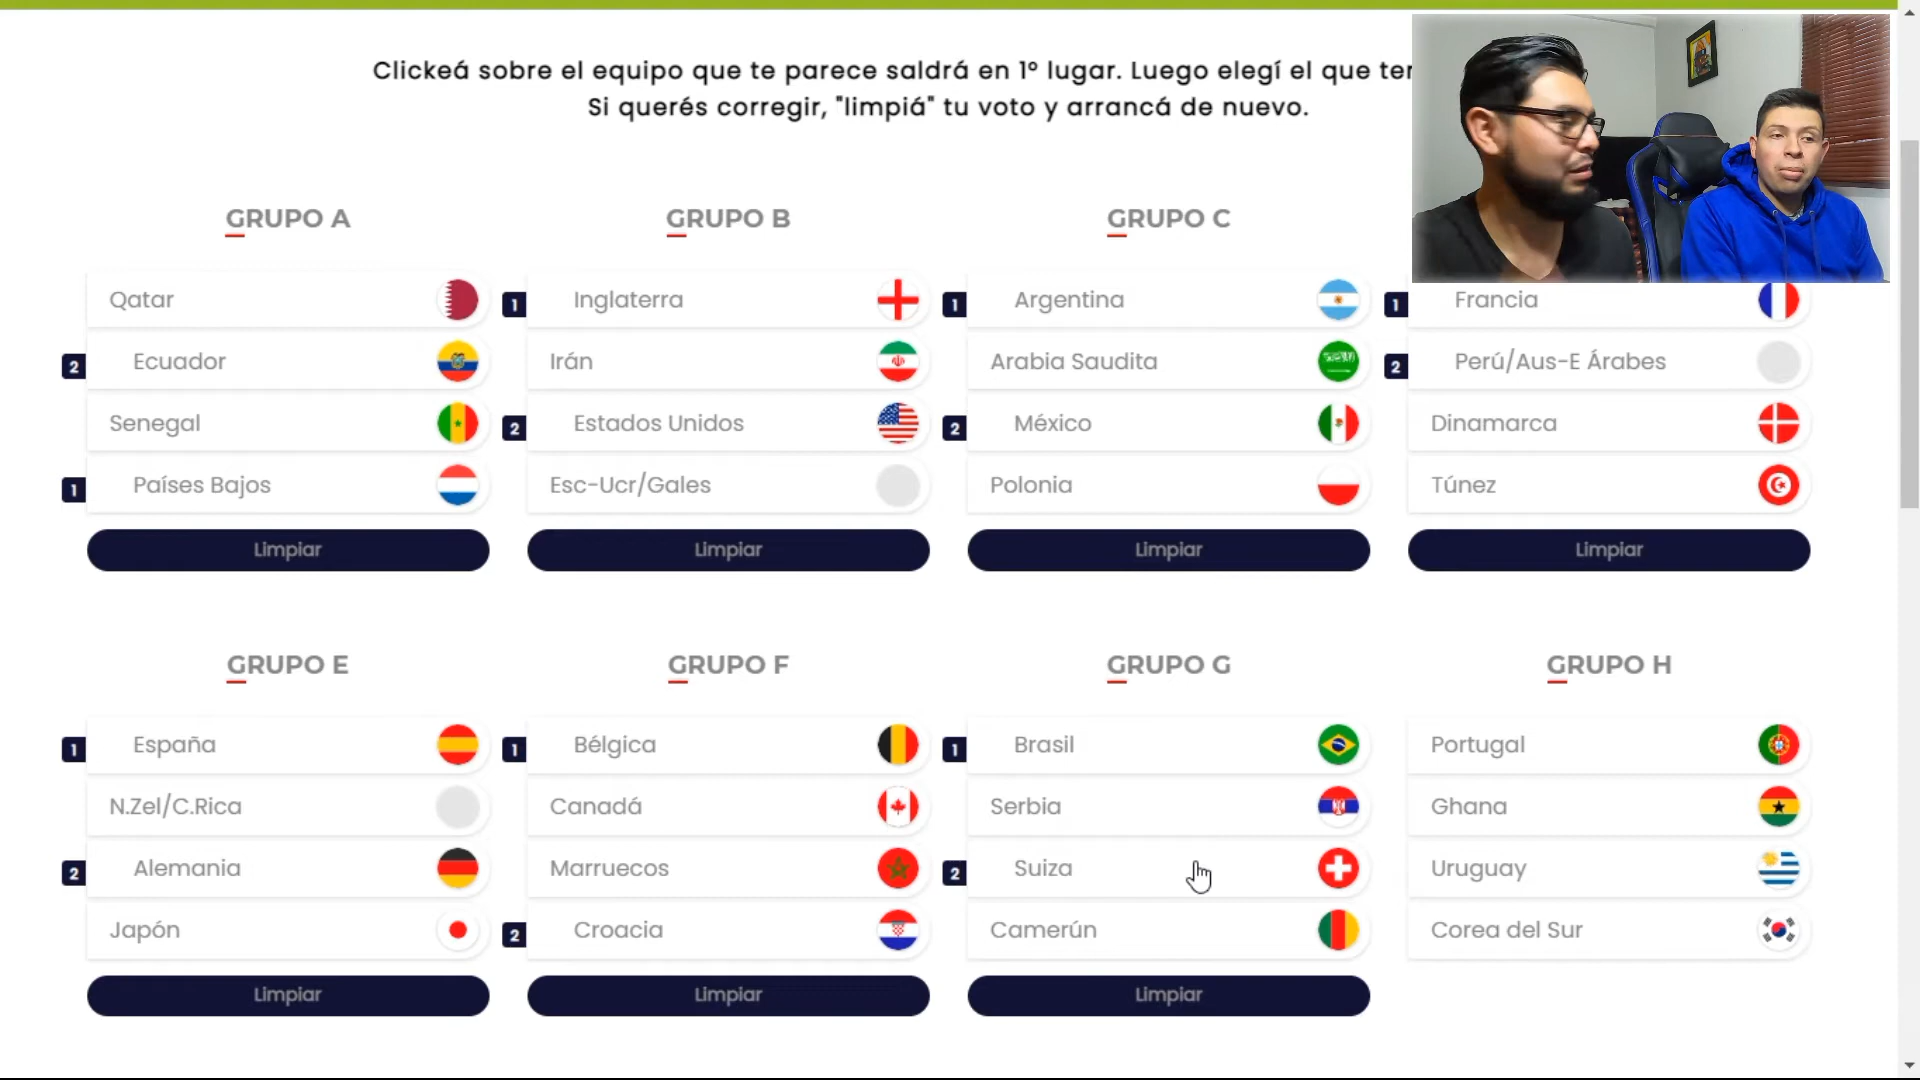 Clickeá sobre el equipo que te parece saldrá en 1° lugar. Luego elegí el que
Si querés corregir, "limpiá" tu voto y arrancá de nuevo.
GRUPO A
Qatar
2 Ecuador
Senegal
1 Países Bajos
Limpiar
GRUPO B
1 Inglaterra
Irán
2 Estados Unidos
Esc-Ucr/Gales
Limpiar
GRUPO C
1 Argentina
Arabia Saudita
2 México
Polonia
Limpiar
1 Francia
2 Perú/Aus-E Árabes
Dinamarca
Túnez
Limpiar
GRUPO E
1 España
N.Zel/C.Rica
2 Alemania
Japón
Limpiar
GRUPO F
1 Bélgica
Canadá
Marruecos
2 Croacia
Limpiar
GRUPO G
1 Brasil
Serbia
2 Suiza
Camerún
Limpiar
GRUPO H
Portugal
Ghana
Uruguay
Corea del Sur